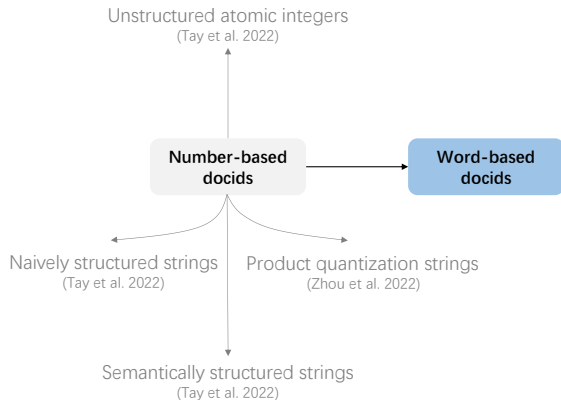 Unstructured atomic integers
(Tay et al. 2022)
Number-based
docids
Word-based
docids
Naively structured strings
(Tay et al. 2022)
Product quantization strings
(Zhou et al. 2022)
Semantically structured strings
(Tay et al. 2022)